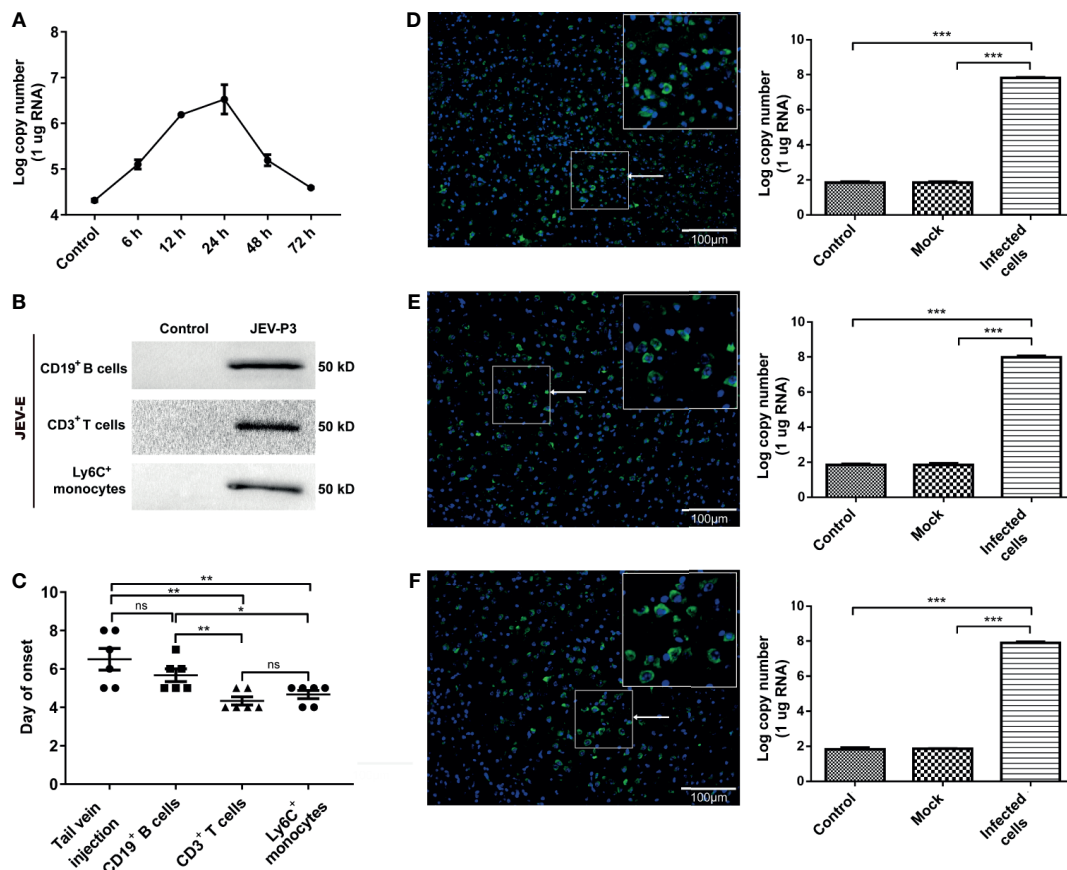 A
Log copy number
(1 ug RNA)
8
7
6
5
4
Control
6 h
12 h
24 h
48 h
72 h
B
Control
JEV-P3
JEV-E
CD19+ B cells
50 kD
CD3+ T cells
50 kD
Ly6C+
monocytes
50 kD
C
Day of onset
10
8
6
4
2
0
**
**
ns
*
**
ns
Tail vein
injection
CD19+ B cells
CD3+ T cells
Ly6C+
monocytes
D
100µm
Log copy number
(1 ug RNA)
10
8
6
4
2
0
***
***
Control
Mock
Infected
cells
E
100µm
Log copy number
(1 ug RNA)
10
8
6
4
2
0
***
***
Control
Mock
Infected
cells
F
100µm
Log copy number
(1 ug RNA)
10
8
6
4
2
0
***
***
Control
Mock
Infected
cells